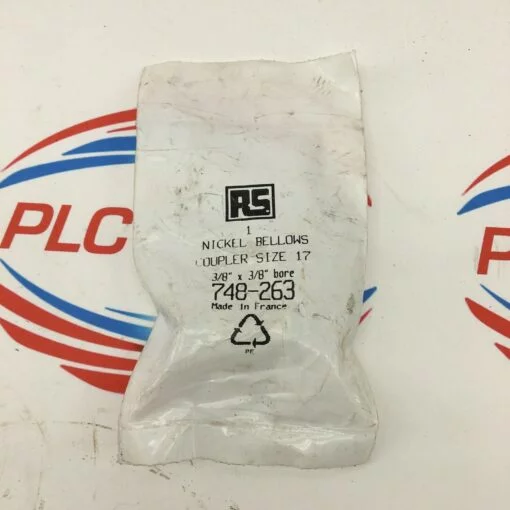 RS
1
NICKEL BELLOWS
COUPLER SIZE 17
3/8" x 3/8" bore
748-263
Made in France
PE
PLC
PL